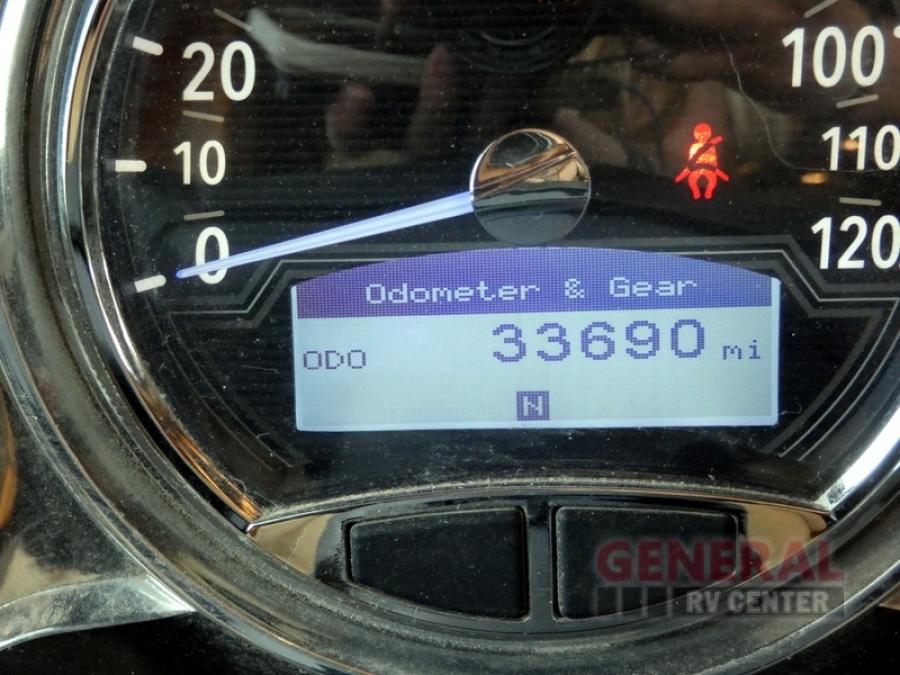 20
100
10
110
0
120
Odometer & Gear
ODO 33690 mi
N
GENERAL
RV CENTER